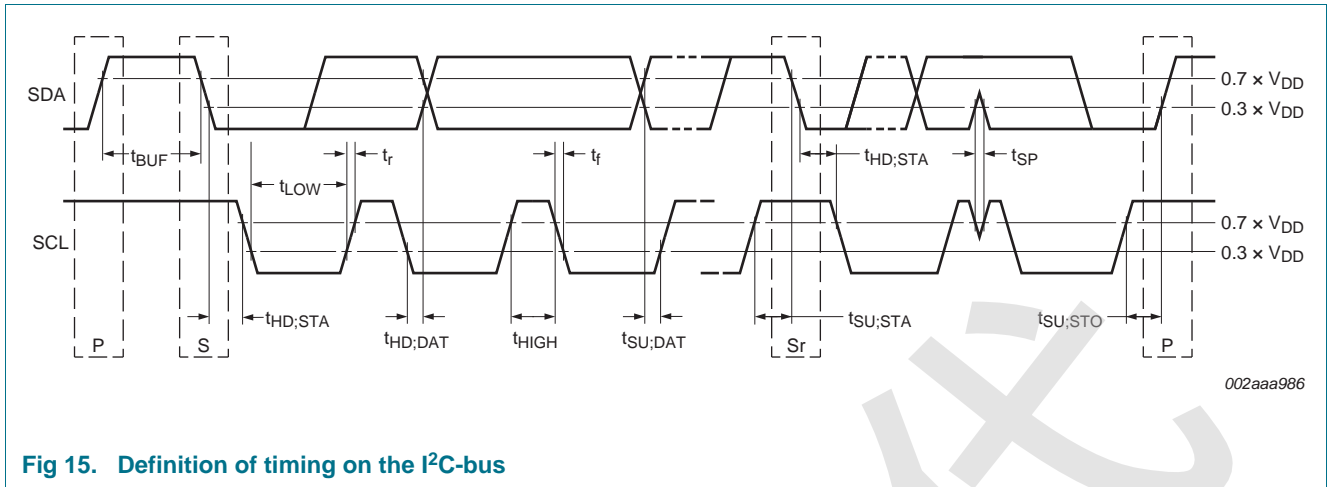 SDA
0.7 × VDD
0.3 × VDD
tBUF
tLOW
tr
tf
tHD;STA
tSP
SCL
0.7 × VDD
0.3 × VDD
tHD;STA
tHD;DAT
tHIGH
tSU;DAT
tSU;STA
tSU;STO
P
S
Sr
P
002aaa986
Fig 15. Definition of timing on the I²C-bus
代